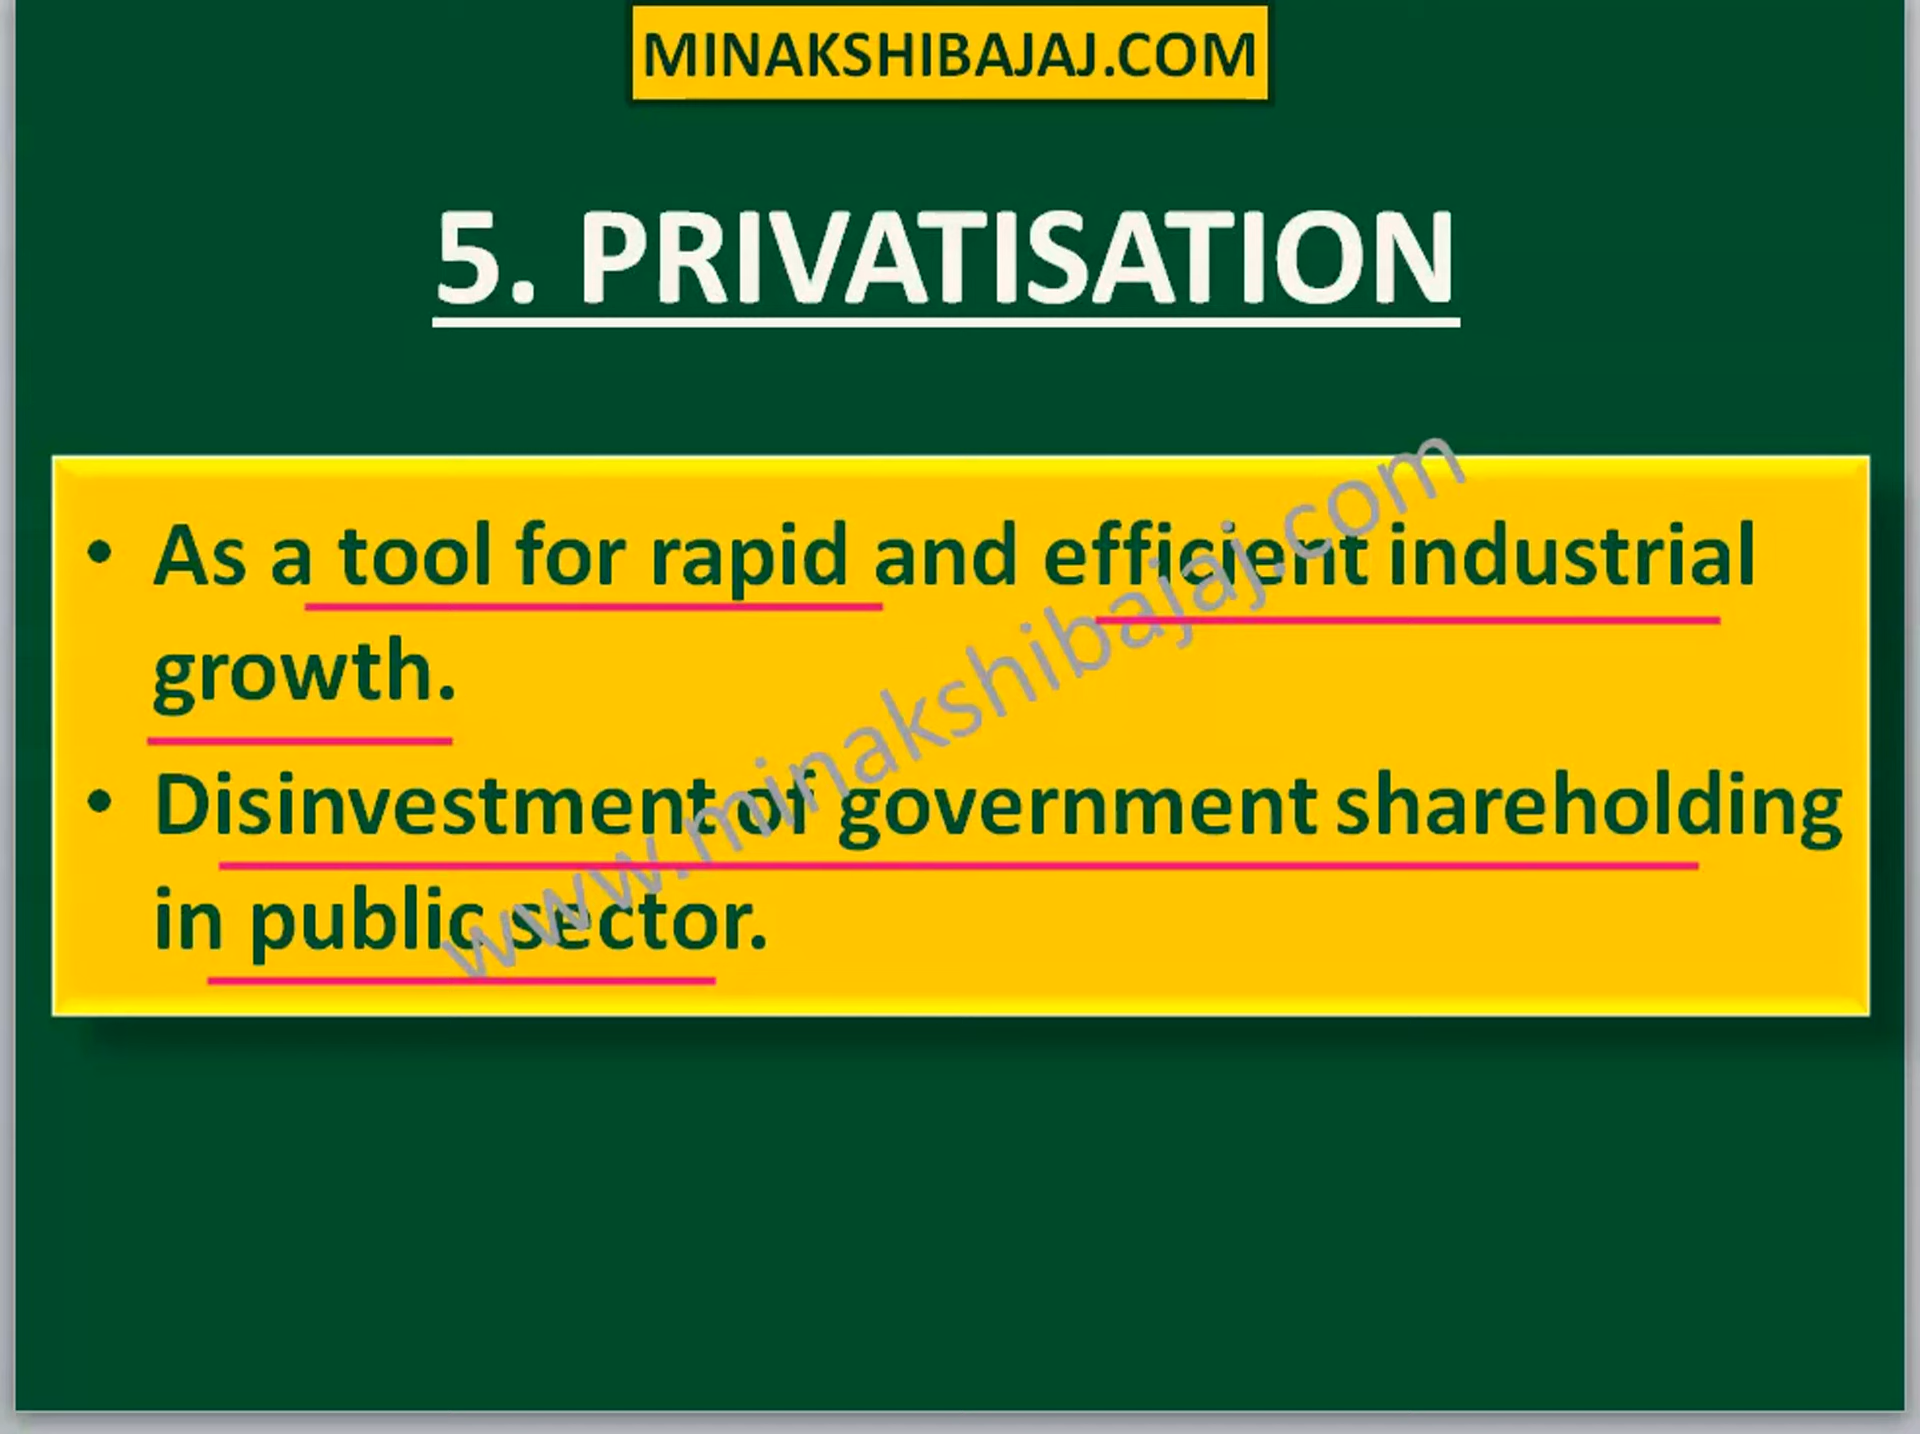 MINAKSHIBAJAJ.COM
5. PRIVATISATION
• As a tool for rapid and efficient industrial
growth.
• Disinvestment of government shareholding
in public sector.
www.minakshibajaj.com